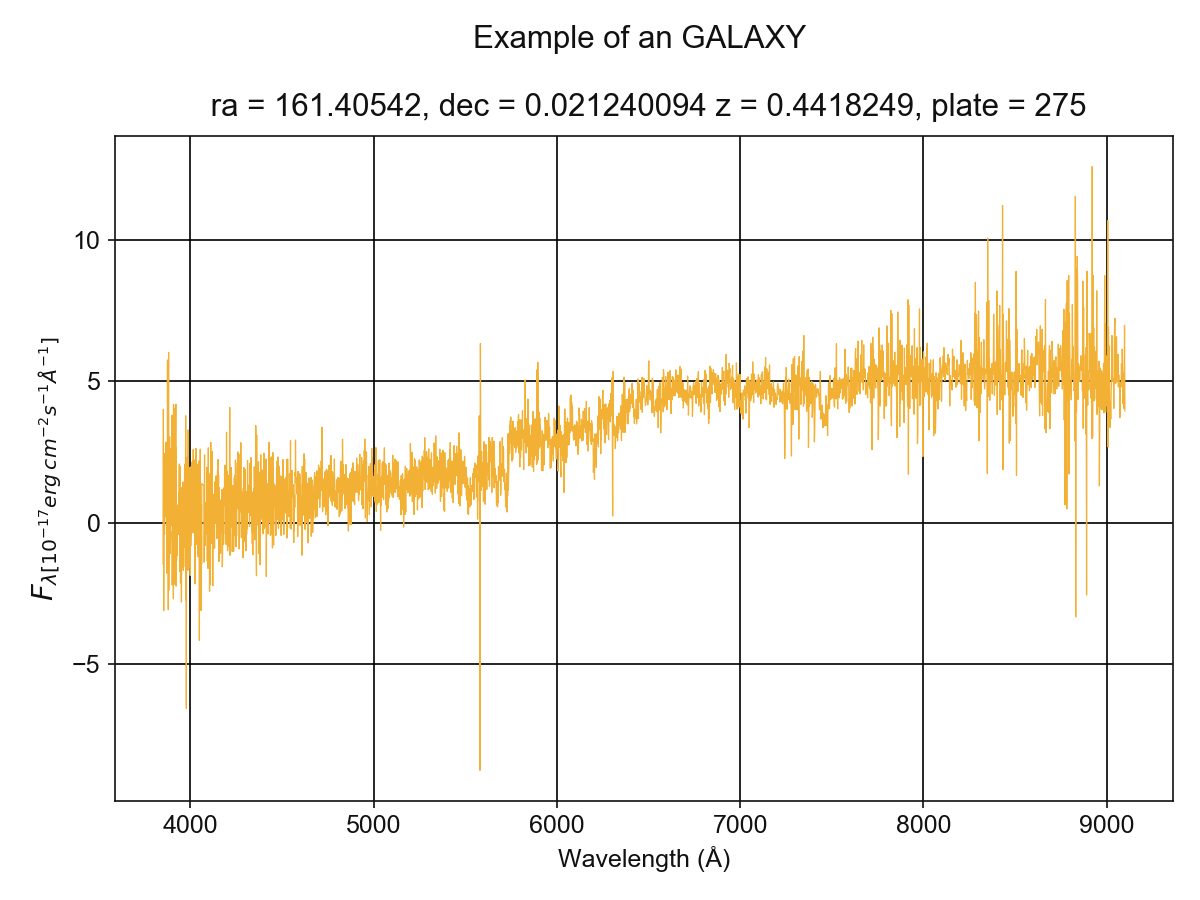 Example of an GALAXY
ra = 161.40542, dec = 0.021240094 z = 0.4418249, plate = 275
10
5
0
−5
F_λ[10⁻¹⁷erg cm⁻²s⁻¹Å⁻¹]
4000 5000 6000 7000 8000 9000
Wavelength (Å)